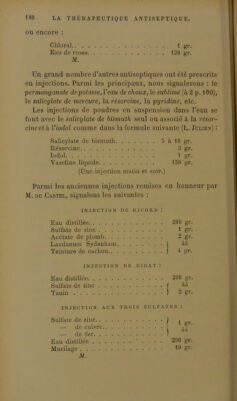 140 LA THÉRAPEUTIQUE ANTISEPTIQUE.
ou encore :
Chloral. . . . . . . . . . . . . . . . 1 gr.
Eau de roses. . . . . . . . . . . . . 120 gr.
M.
Un grand nombre d'autres antiseptiques ont été prescrits
en injections. Parmi les principaux, nous signalerons : le
permanganate de potasse, l'eau de chaux, le sublimé (à 2 p. 100),
le salicylate de mercure, la résorcine, la pyridine, etc.
Les injections de poudres en suspension dans l'eau se
font avec le salicylate de bismuth seul ou associé à la résor-
cine et à l'iodol comme dans la formule suivante (L. JULIEN) :
Salicylate de bismuth. . . . . . . 5 à 10 gr.
Résorcine. . . . . . . . . . . . . . 3 gr.
Iodol. . . . . . . . . . . . . . . . 1 gr.
Vaseline liquide. . . . . . . . . . 150 gr.
(Une injection matin et soir.)
Parmi les anciennes injections remises en honneur par
M. DU CASTEL, signalons les suivantes :
INJECTION DE RICORD :
Eau distillée. . . . . . . . . . . . 200 gr.
Sulfate de zinc . . . . . . . . . . 1 gr.
Acétate de plomb. . . . . . . . . 2 gr.
Laudanum Sydenham. . . . . . . } āā
Teinture de cachou. . . . . . . . } 4 gr.
INJECTION DE DIDAY :
Eau distillée. . . . . . . . . . . . 200 gr.
Sulfate de zinc . . . . . . . . . . } āā
Tanin . . . . . . . . . . . . . . . } 2 gr.
INJECTION AUX TROIS SULFATES :
Sulfate de zinc. . . . . . . . . . . } 1 gr.
— de cuivre. . . . . . . . . . } āā
— de fer. . . . . . . . . . . . }
Eau distillée . . . . . . . . . . . 200 gr.
Mucilage . . . . . . . . . . . . . 10 gr.
M.